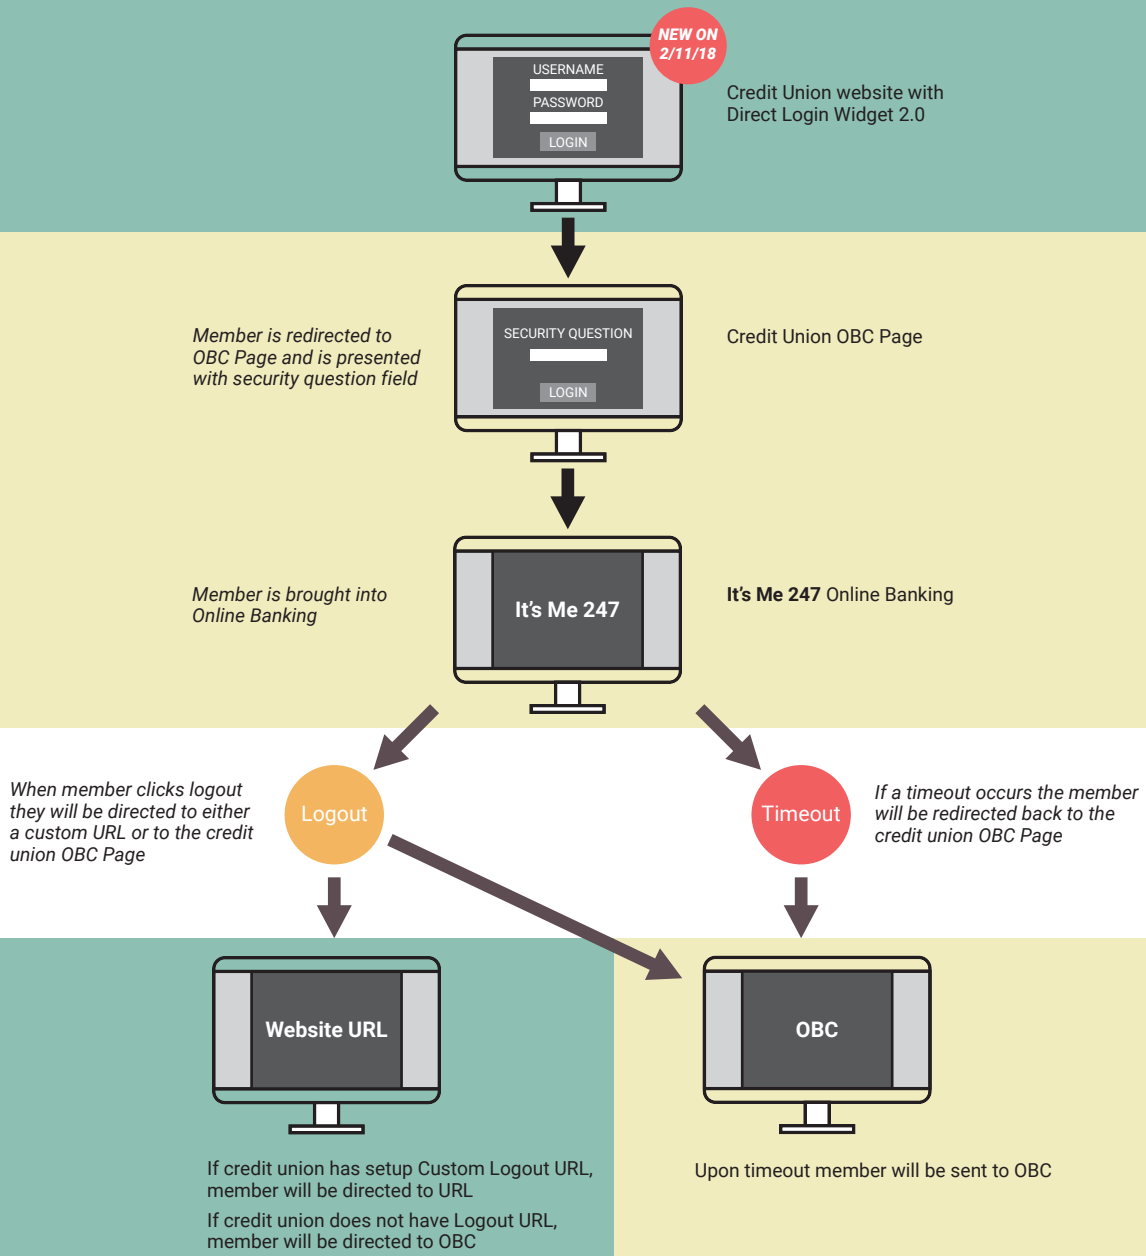 NEW ON
2/11/18
USERNAME
PASSWORD
LOGIN
Credit Union website with
Direct Login Widget 2.0
Member is redirected to
OBC Page and is presented
with security question field
SECURITY QUESTION
LOGIN
Credit Union OBC Page
Member is brought into
Online Banking
It's Me 247
It's Me 247 Online Banking
When member clicks logout
they will be directed to either
a custom URL or to the credit
union OBC Page
Logout
Timeout
If a timeout occurs the member
will be redirected back to the
credit union OBC Page
Website URL
OBC
If credit union has setup Custom Logout URL,
member will be directed to URL
If credit union does not have Logout URL,
member will be directed to OBC
Upon timeout member will be sent to OBC